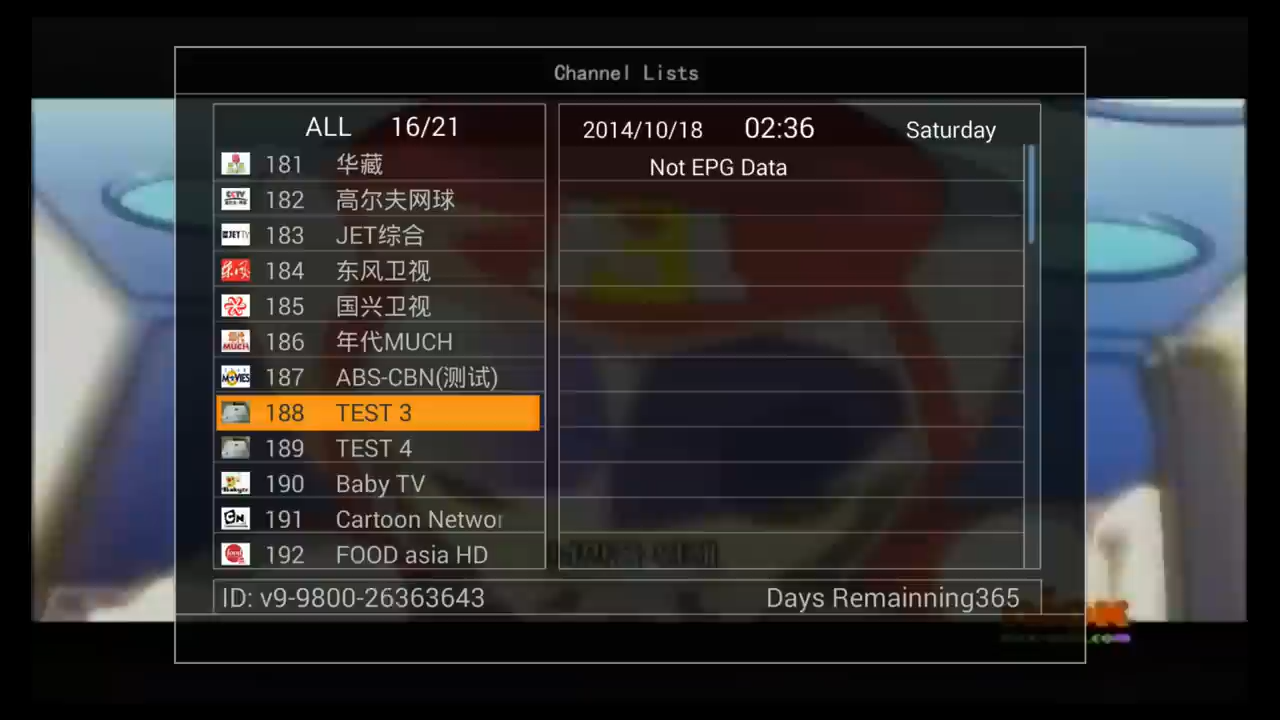 Channel Lists
ALL 16/21
181 华藏
182 高尔夫网球
183 JET综合
184 东风卫视
185 国兴卫视
186 年代MUCH
187 ABS-CBN(测试)
188 TEST 3
189 TEST 4
190 Baby TV
191 Cartoon Networ
192 FOOD asia HD
2014/10/18 02:36 Saturday
Not EPG Data
ID: v9-9800-26363643
Days Remainning365